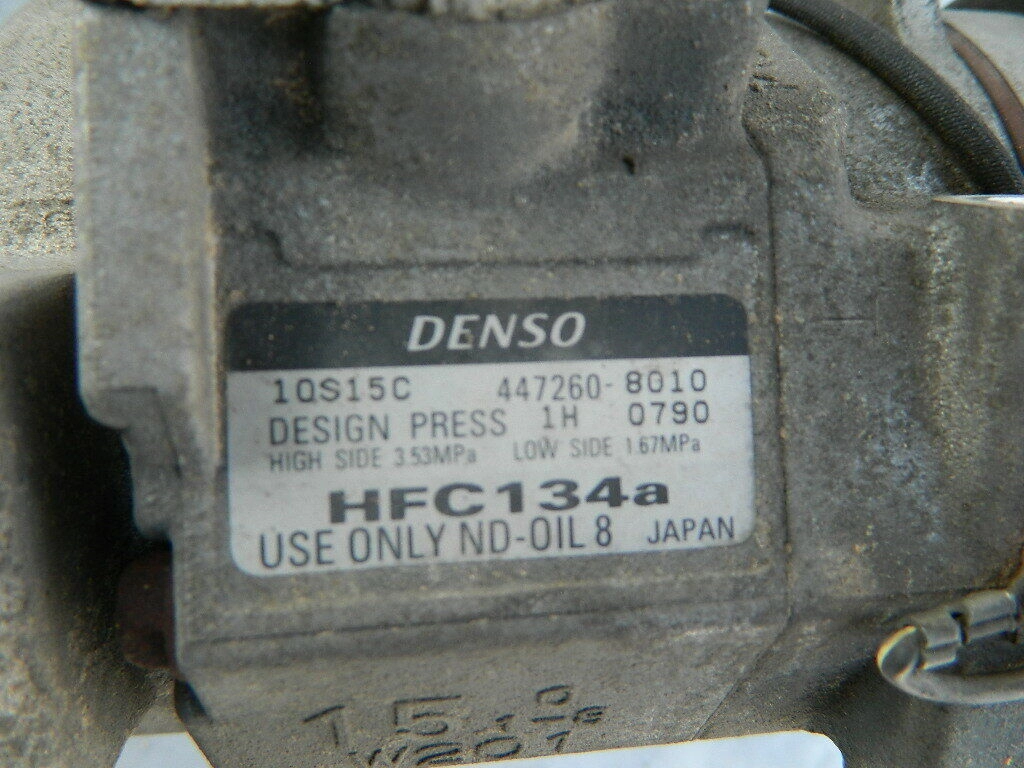 DENSO
10S15C 447260-8010
DESIGN PRESS 1H 0790
HIGH SIDE 3.53MPa LOW SIDE 1.67MPa
HFC134a
USE ONLY ND-OIL 8 JAPAN
15